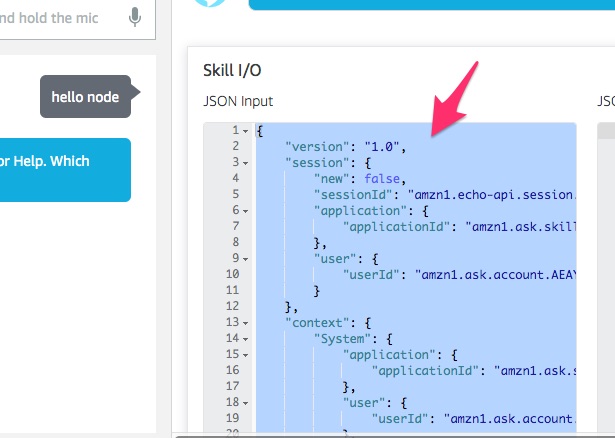 nd hold the mic
hello node
or Help. Which
Skill I/O
JSON Input
JSC
1 {
2 "version": "1.0",
3 "session": {
4 "new": false,
5 "sessionId": "amzn1.echo-api.session.
6 "application": {
7 "applicationId": "amzn1.ask.skill
8 },
9 "user": {
10 "userId": "amzn1.ask.account.AEAY
11 }
12 },
13 "context": {
14 "System": {
15 "application": {
16 "applicationId": "amzn1.ask.s
17 },
18 "user": {
19 "userId": "amzn1.ask.account.
20 },